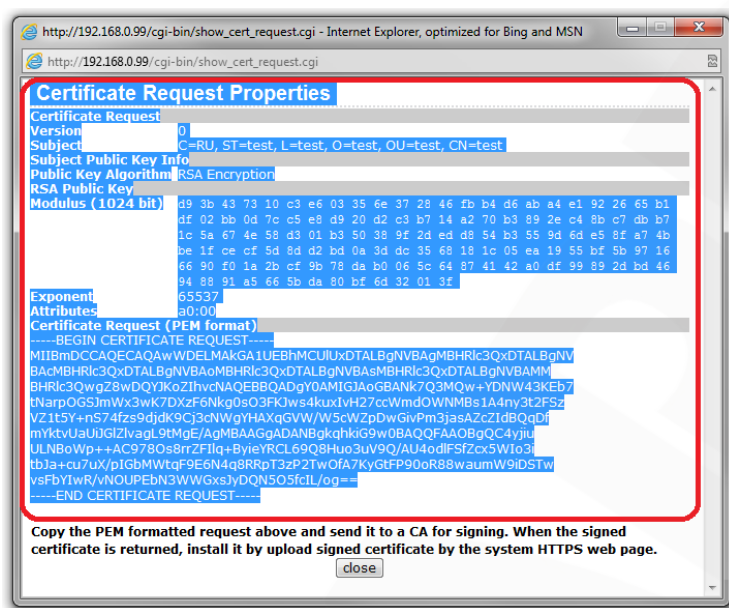 http://192.168.0.99/cgi-bin/show_cert_request.cgi - Internet Explorer, optimized for Bing and MSN
http://192.168.0.99/cgi-bin/show_cert_request.cgi
Certificate Request Properties
Certificate Request
Version 0
Subject C=RU, ST=test, L=test, O=test, OU=test, CN=test
Subject Public Key Info
Public Key Algorithm RSA Encryption
RSA Public Key
Modulus (1024 bit) d9 3b 43 73 10 c3 e6 03 35 6e 37 28 46 fb b4 d6 ab a4 e1 92 26 65 b1
df 02 bb 0d 7c c5 e8 d9 20 d2 c3 b7 14 a2 70 b3 89 2e c4 8b c7 db b7
1c 5a 67 4e 58 d3 01 b3 50 38 9f 2d ed d8 54 b3 55 9d 6d e5 8f a7 4b
be 1f ce cf 5d 8d d2 bd 0a 3d dc 35 68 18 1c 05 ea 19 55 bf 5b 97 16
66 90 f0 1a 2b cf 9b 78 da b0 06 5c 64 87 41 42 a0 df 99 89 2d bd 46
94 88 91 a5 66 5b da 80 bf 6d 32 01 3f
Exponent 65537
Attributes a0:00
Certificate Request (PEM format)
-----BEGIN CERTIFICATE REQUEST-----
MIIBmDCCAQECAQAwWDELMAkGA1UEBhMCUlUxDTALBgNVBAgMBHRlc3QxDTALBgNV
BAcMBHRlc3QxDTALBgNVBAoMBHRlc3QxDTALBgNVBAsMBHRlc3QxDTALBgNVBAMM
BHRlc3QwgZ8wDQYJKoZIhvcNAQEBBQADgY0AMIGJAoGBANk7Q3MQw+YDNW43KEb7
tNarpOGSJmWx3wK7DXzF6Nkg0sO3FKJws4kuxIvH27ccWmdOWNMBs1A4ny3t2FSz
VZ1t5Y+nS74fzs9djdK9Cj3cNWgYHAXqGVW/W5cWZpDwGivPm3jasAZcZIdBQqDf
mYktvUaUiJGlZlvagL9tMgE/AgMBAAGgADANBgkqhkiG9w0BAQQFAAOBgQC4yjiu
ULNBoWp++AC978Os8rrZFIlq+ByieYRCL69Q8Huo3uV9Q/AU4odlFSfZcx5WIo3i
tbJa+cu7uX/pIGbMWtqF9E6N4q8RRpT3zP2TwOfA7KyGtFP90oR88waumW9iDSTw
vsFbYIwR/vNOUPEbN3WWGxsJyDQN5O5fcIL/og==
-----END CERTIFICATE REQUEST-----
Copy the PEM formatted request above and send it to a CA for signing. When the signed
certificate is returned, install it by upload signed certificate by the system HTTPS web page.
close